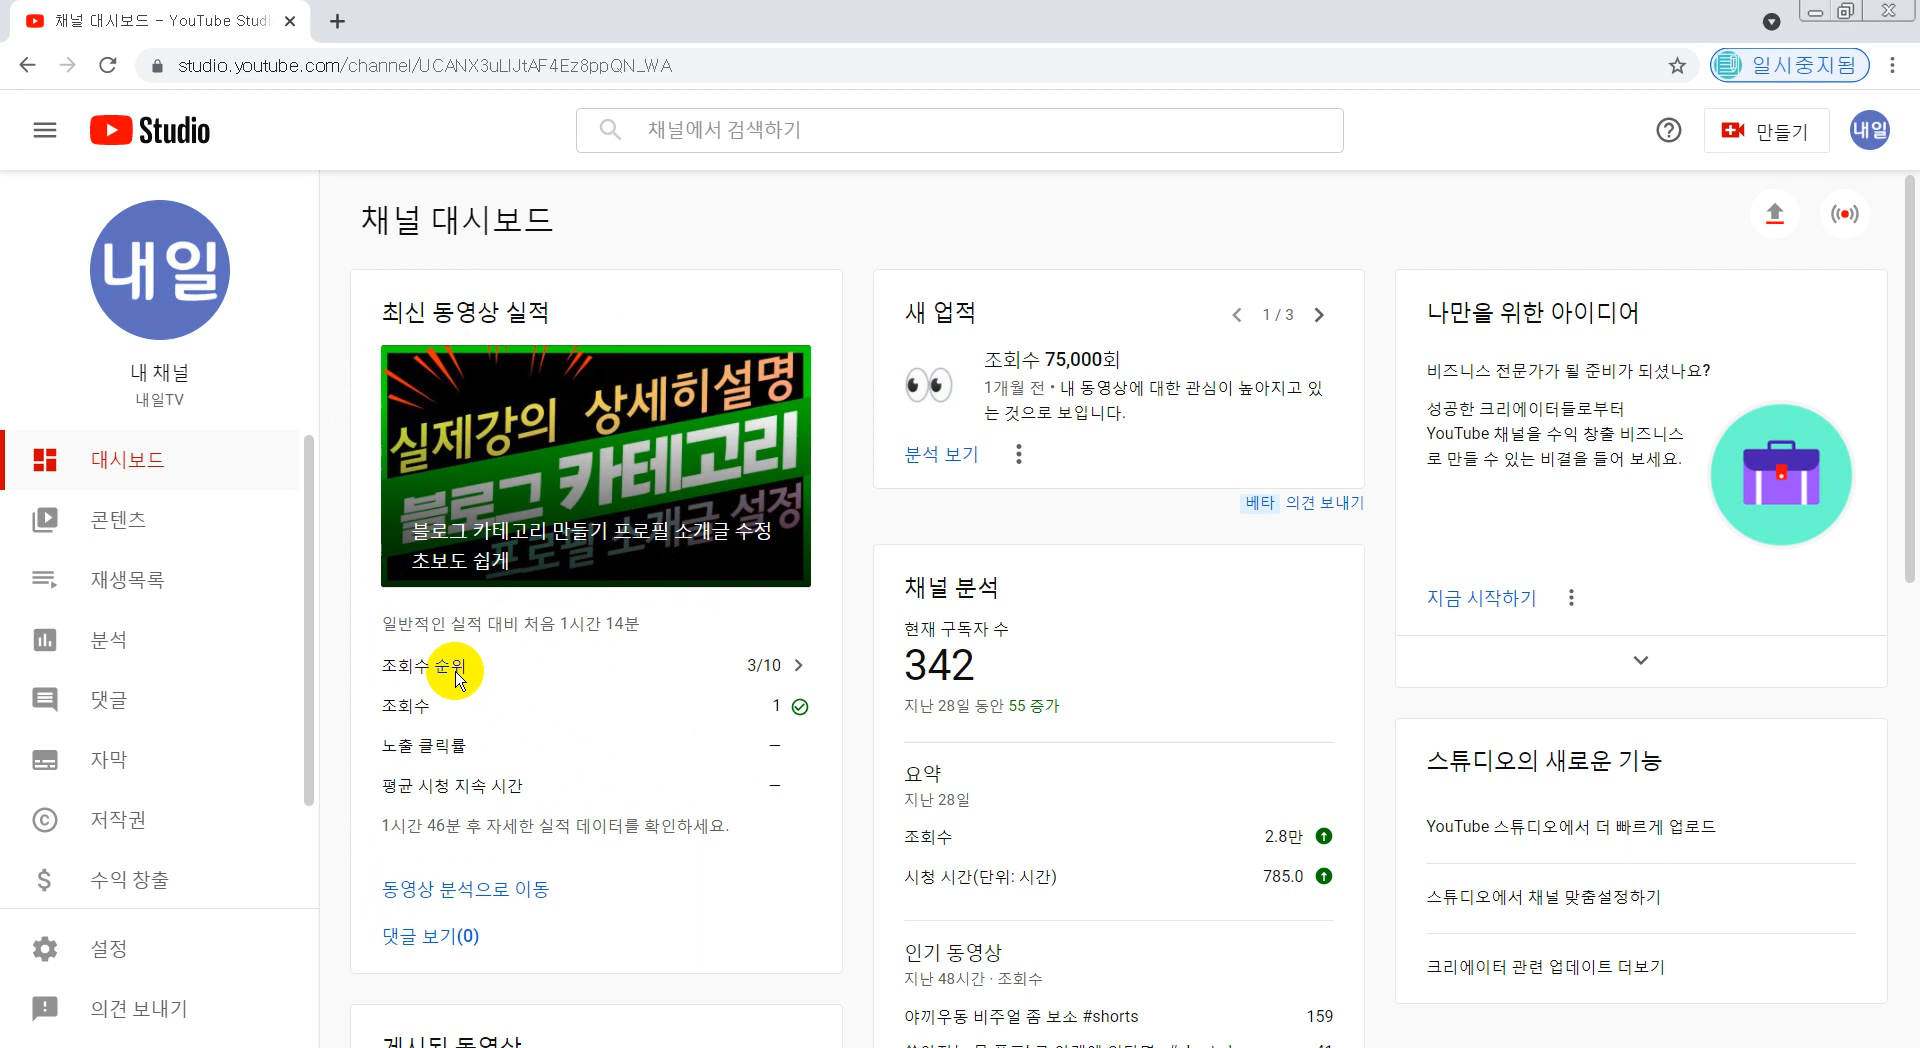 채널 대시보드 - YouTube Studi
studio.youtube.com/channel/UCANX3uLIJtAF4Ez8ppQN_WA
일시중지됨
Studio
채널에서 검색하기
만들기
내일
내일
내 채널
내일TV
대시보드
콘텐츠
재생목록
분석
댓글
자막
저작권
수익 창출
설정
의견 보내기
채널 대시보드
최신 동영상 실적
실제강의 상세히설명
블로그 카테고리
프로필 소개글 설정
블로그 카테고리 만들기 프로필 소개글 수정
초보도 쉽게
일반적인 실적 대비 처음 1시간 14분
조회수 순위 3/10
조회수 1
노출 클릭률 –
평균 시청 지속 시간 –
1시간 46분 후 자세한 실적 데이터를 확인하세요.
동영상 분석으로 이동
댓글 보기(0)
게시된 동영상
새 업적
1 / 3
조회수 75,000회
1개월 전 • 내 동영상에 대한 관심이 높아지고 있
는 것으로 보입니다.
분석 보기
베타 의견 보내기
채널 분석
현재 구독자 수
342
지난 28일 동안 55 증가
요약
지난 28일
조회수 2.8만
시청 시간(단위: 시간) 785.0
인기 동영상
지난 48시간 · 조회수
야끼우동 비주얼 좀 보소 #shorts 159
나만을 위한 아이디어
비즈니스 전문가가 될 준비가 되셨나요?
성공한 크리에이터들로부터
YouTube 채널을 수익 창출 비즈니스
로 만들 수 있는 비결을 들어 보세요.
지금 시작하기
스튜디오의 새로운 기능
YouTube 스튜디오에서 더 빠르게 업로드
스튜디오에서 채널 맞춤설정하기
크리에이터 관련 업데이트 더보기